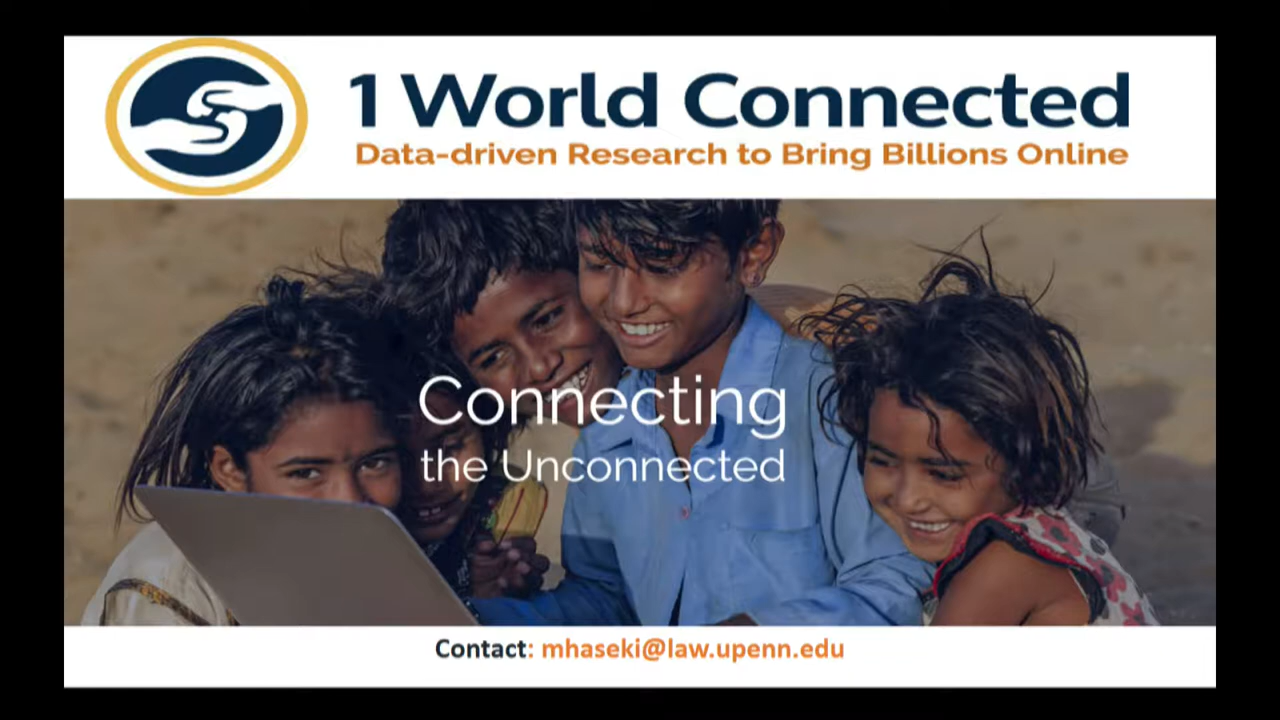 1 World Connected
Data-driven Research to Bring Billions Online
Connecting
the Unconnected
Contact: mhaseki@law.upenn.edu